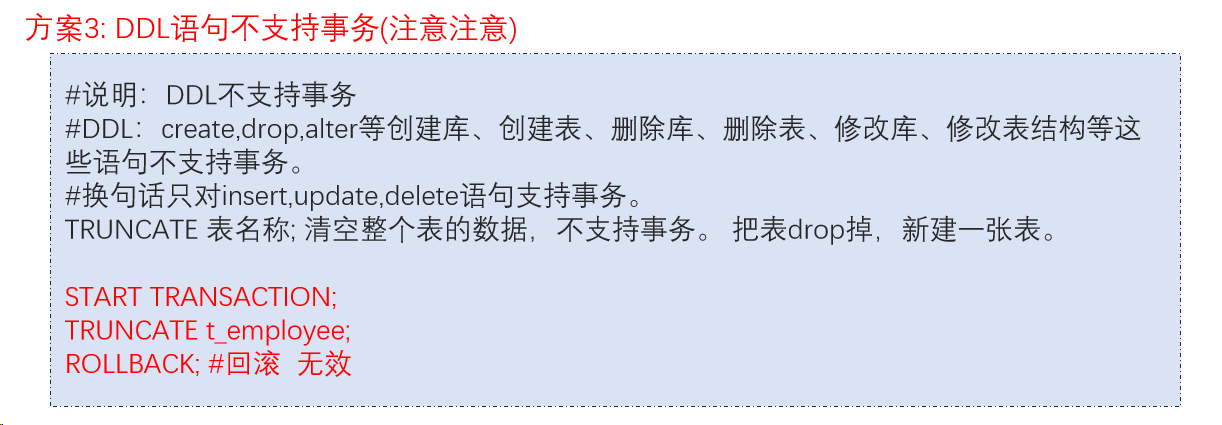 方案3: DDL语句不支持事务(注意注意)
#说明：DDL不支持事务
#DDL：create,drop,alter等创建库、创建表、删除库、删除表、修改库、修改表结构等这
些语句不支持事务。
#换句话只对insert,update,delete语句支持事务。
TRUNCATE 表名称; 清空整个表的数据，不支持事务。 把表drop掉，新建一张表。
START TRANSACTION;
TRUNCATE t_employee;
ROLLBACK; #回滚  无效